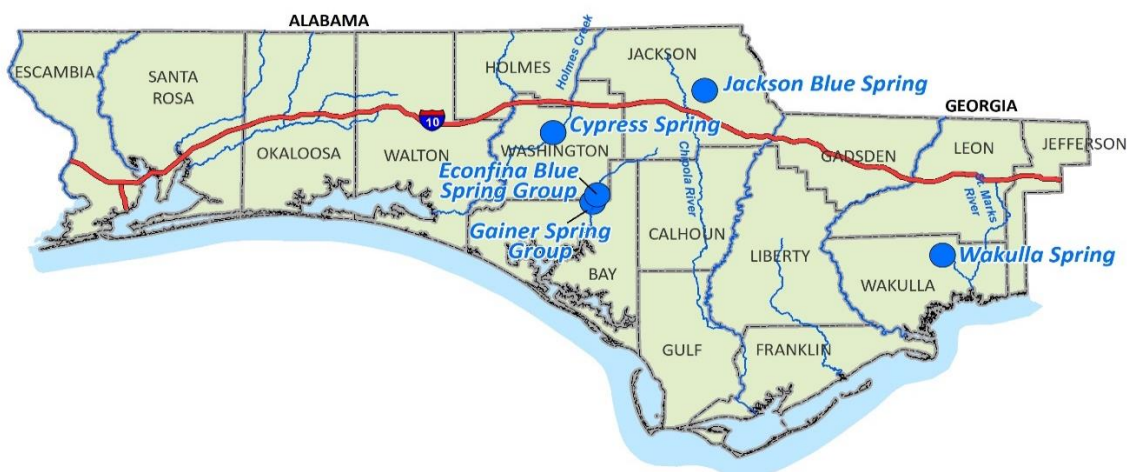 ALABAMA
ESCAMBIA
SANTA
ROSA
HOLMES
Holmes Creek
JACKSON
Jackson Blue Spring
GEORGIA
10
Cypress Spring
OKALOOSA
WALTON
WASHINGTON
GADSDEN
LEON
JEFFERSON
Econfina Blue
Spring Group
Chipola River
St. Marks
River
Gainer Spring
Group
CALHOUN
BAY
LIBERTY
Wakulla Spring
WAKULLA
GULF
FRANKLIN